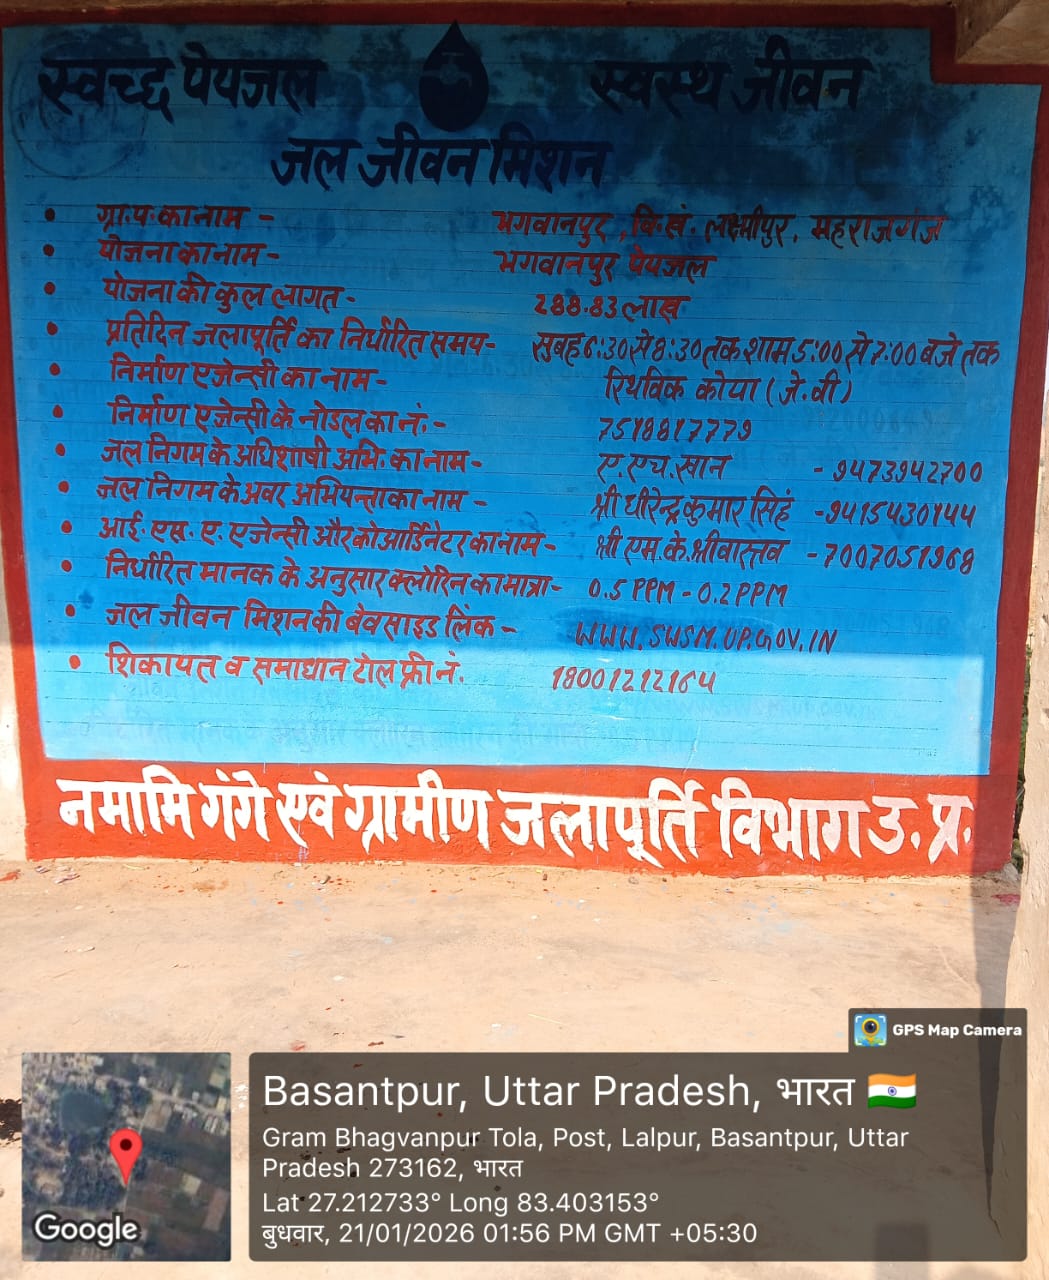 स्वच्छ पेयजल स्वस्थ जीवन
जल जीवन मिशन
• ग्रा.पं. का नाम - भगवानपुर, वि.खं. लक्ष्मीपुर, महराजगंज
• योजना का नाम - भगवानपुर पेयजल
• योजना की कुल लागत - 288.83 लाख
• प्रतिदिन जलापूर्ति का निर्धारित समय - सुबह 6:30 से 8:30 तक शाम 5:00 से 7:00 बजे तक
• निर्माण एजेन्सी का नाम - रिथविक कोया (जे.वी)
• निर्माण एजेन्सी के नोडल का नं. - 7518817779
• जल निगम के अधिशाषी अभि. का नाम - ए.एच.खान - 9473942700
• जल निगम के अवर अभियन्ता का नाम - श्री धीरेन्द्र कुमार सिंह - 9415430144
• आई. एस. ए. एजेन्सी और कोआर्डिनेटर का नाम - श्री एस.के.श्रीवास्तव - 7007051968
• निर्धारित मानक के अनुसार क्लोरिन का मात्रा - 0.5 PPM - 0.2 PPM
• जल जीवन मिशन की बेवसाइड लिंक - WWW.SWSM.UP.GOV.IN
• शिकायत व समाधान टोल फ्री नं. 18001212164
नमामि गंगे एवं ग्रामीण जलापूर्ति विभाग उ.प्र.
GPS Map Camera
Basantpur, Uttar Pradesh, भारत
Gram Bhagvanpur Tola, Post, Lalpur, Basantpur, Uttar
Pradesh 273162, भारत
Lat 27.212733° Long 83.403153°
बुधवार, 21/01/2026 01:56 PM GMT +05:30
Google